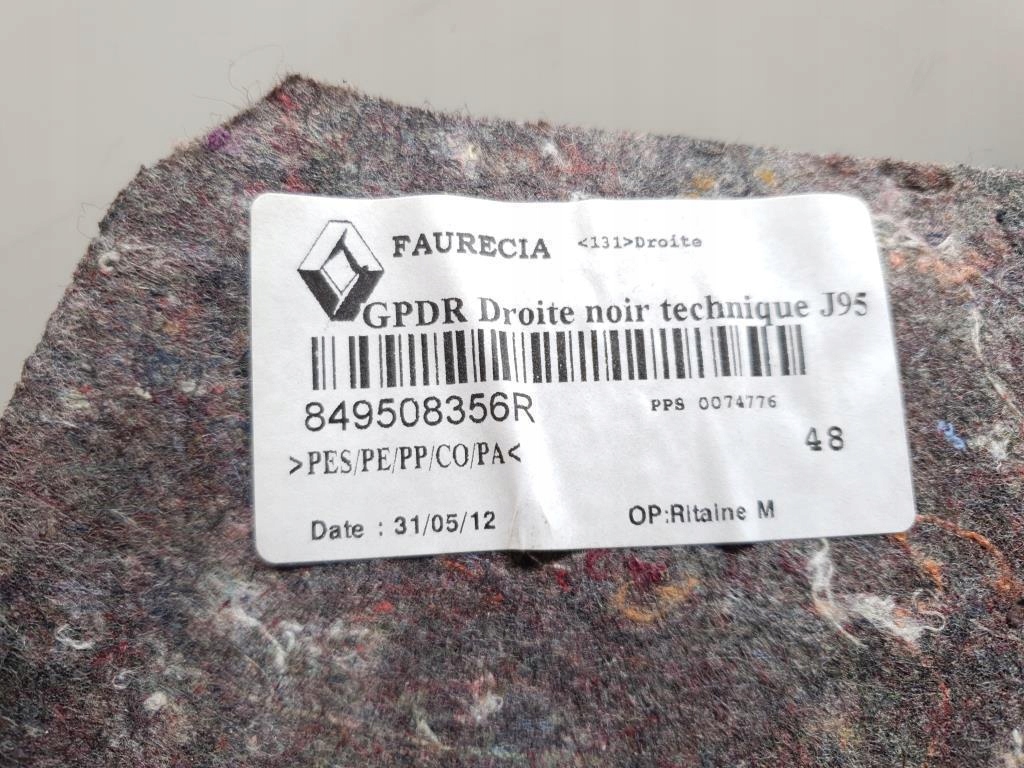 FAURECIA <131>Droite
GPDR Droite noir technique J95
849508356R PPS 0074776
>PES/PE/PP/CO/PA< 48
Date : 31/05/12 OP:Ritaine M